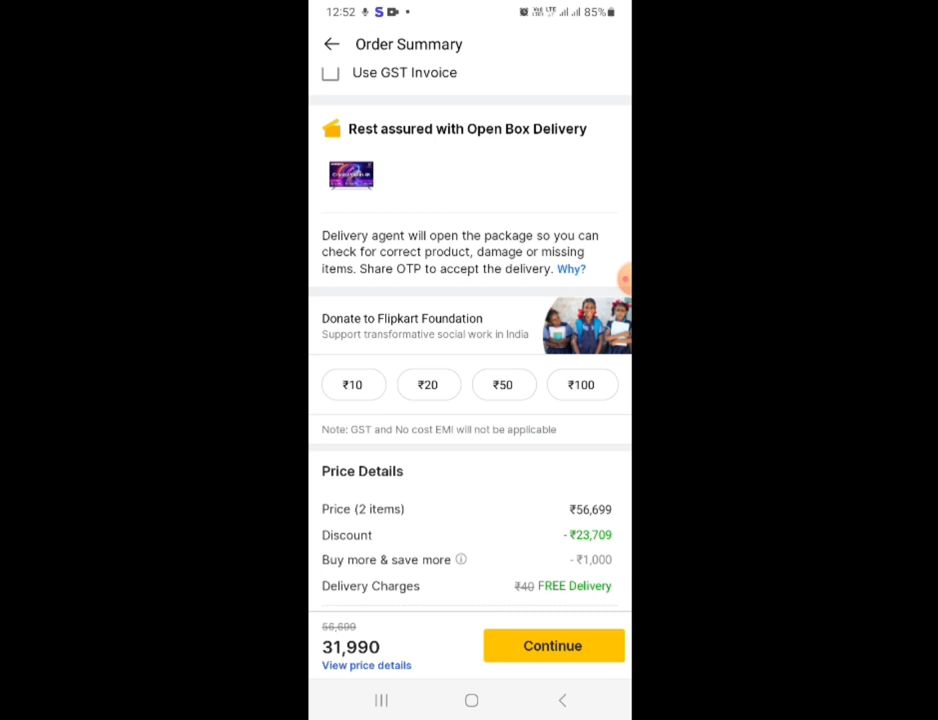 12:52 S LTE 85%
Order Summary
Use GST Invoice
Rest assured with Open Box Delivery
Delivery agent will open the package so you can
check for correct product, damage or missing
items. Share OTP to accept the delivery. Why?
Donate to Flipkart Foundation
Support transformative social work in India
₹10 ₹20 ₹50 ₹100
Note: GST and No cost EMI will not be applicable
Price Details
Price (2 items) ₹56,699
Discount - ₹23,709
Buy more & save more - ₹1,000
Delivery Charges ₹40 FREE Delivery
56,699
31,990 Continue
View price details